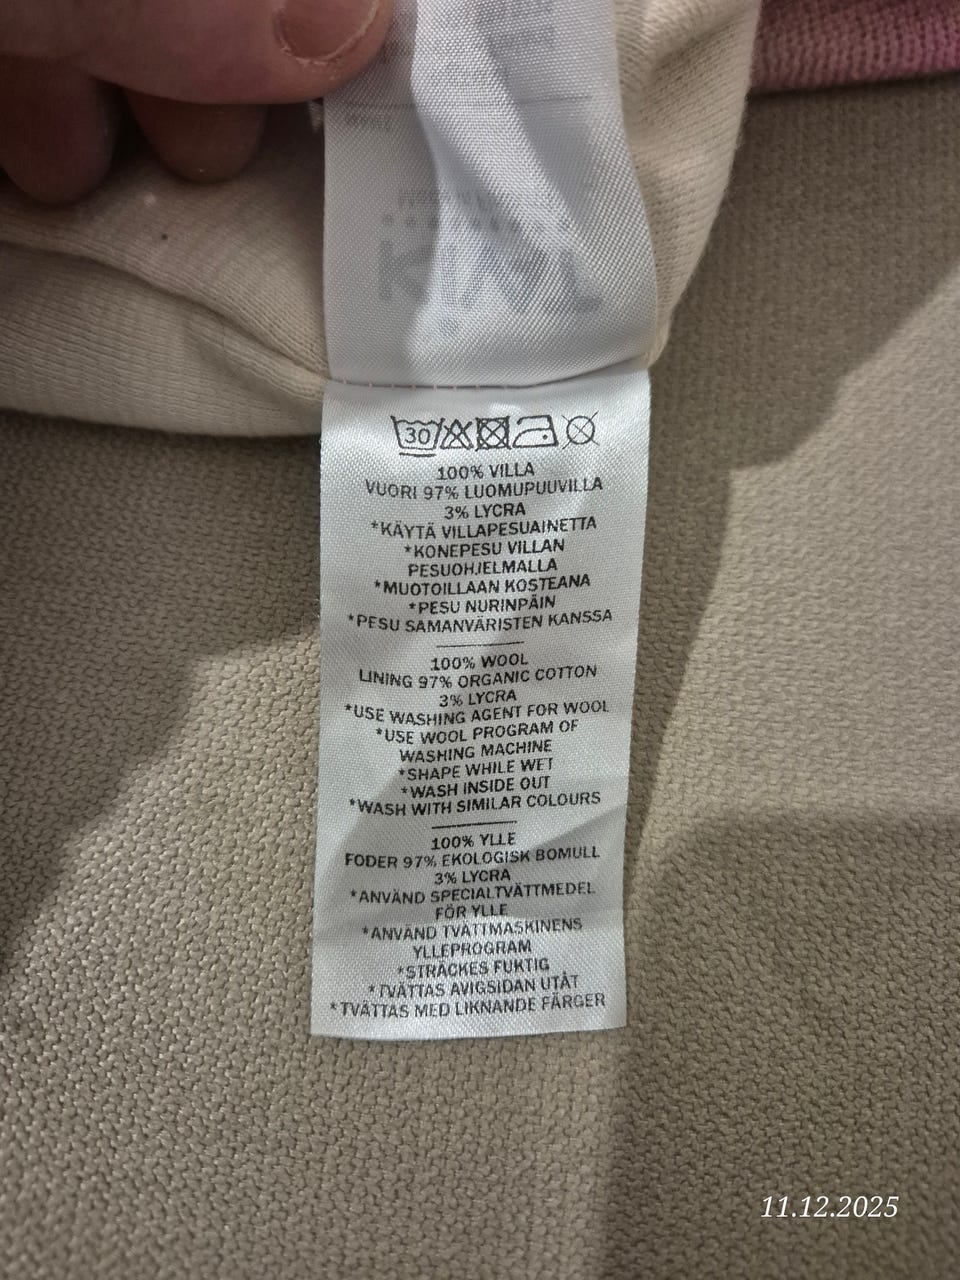 30
100% VILLA
VUORI 97% LUOMUPUUVILLA
3% LYCRA
*KÄYTÄ VILLAPESUAINETTA
*KONEPESU VILLAN
PESUOHJELMALLA
*MUOTOILLAAN KOSTEANA
*PESU NURINPÄIN
*PESU SAMANVÄRISTEN KANSSA
100% WOOL
LINING 97% ORGANIC COTTON
3% LYCRA
*USE WASHING AGENT FOR WOOL
*USE WOOL PROGRAM OF
WASHING MACHINE
*SHAPE WHILE WET
*WASH INSIDE OUT
*WASH WITH SIMILAR COLOURS
100% YLLE
FODER 97% EKOLOGISK BOMULL
3% LYCRA
*ANVÄND SPECIALTVÄTTMEDEL
FÖR YLLE
*ANVÄND TVÄTTMASKINENS
YLLEPROGRAM
*STRÄCKES FUKTIG
*TVÄTTAS AVIGSIDAN UTÅT
*TVÄTTAS MED LIKNANDE FÄRGER
11.12.2025